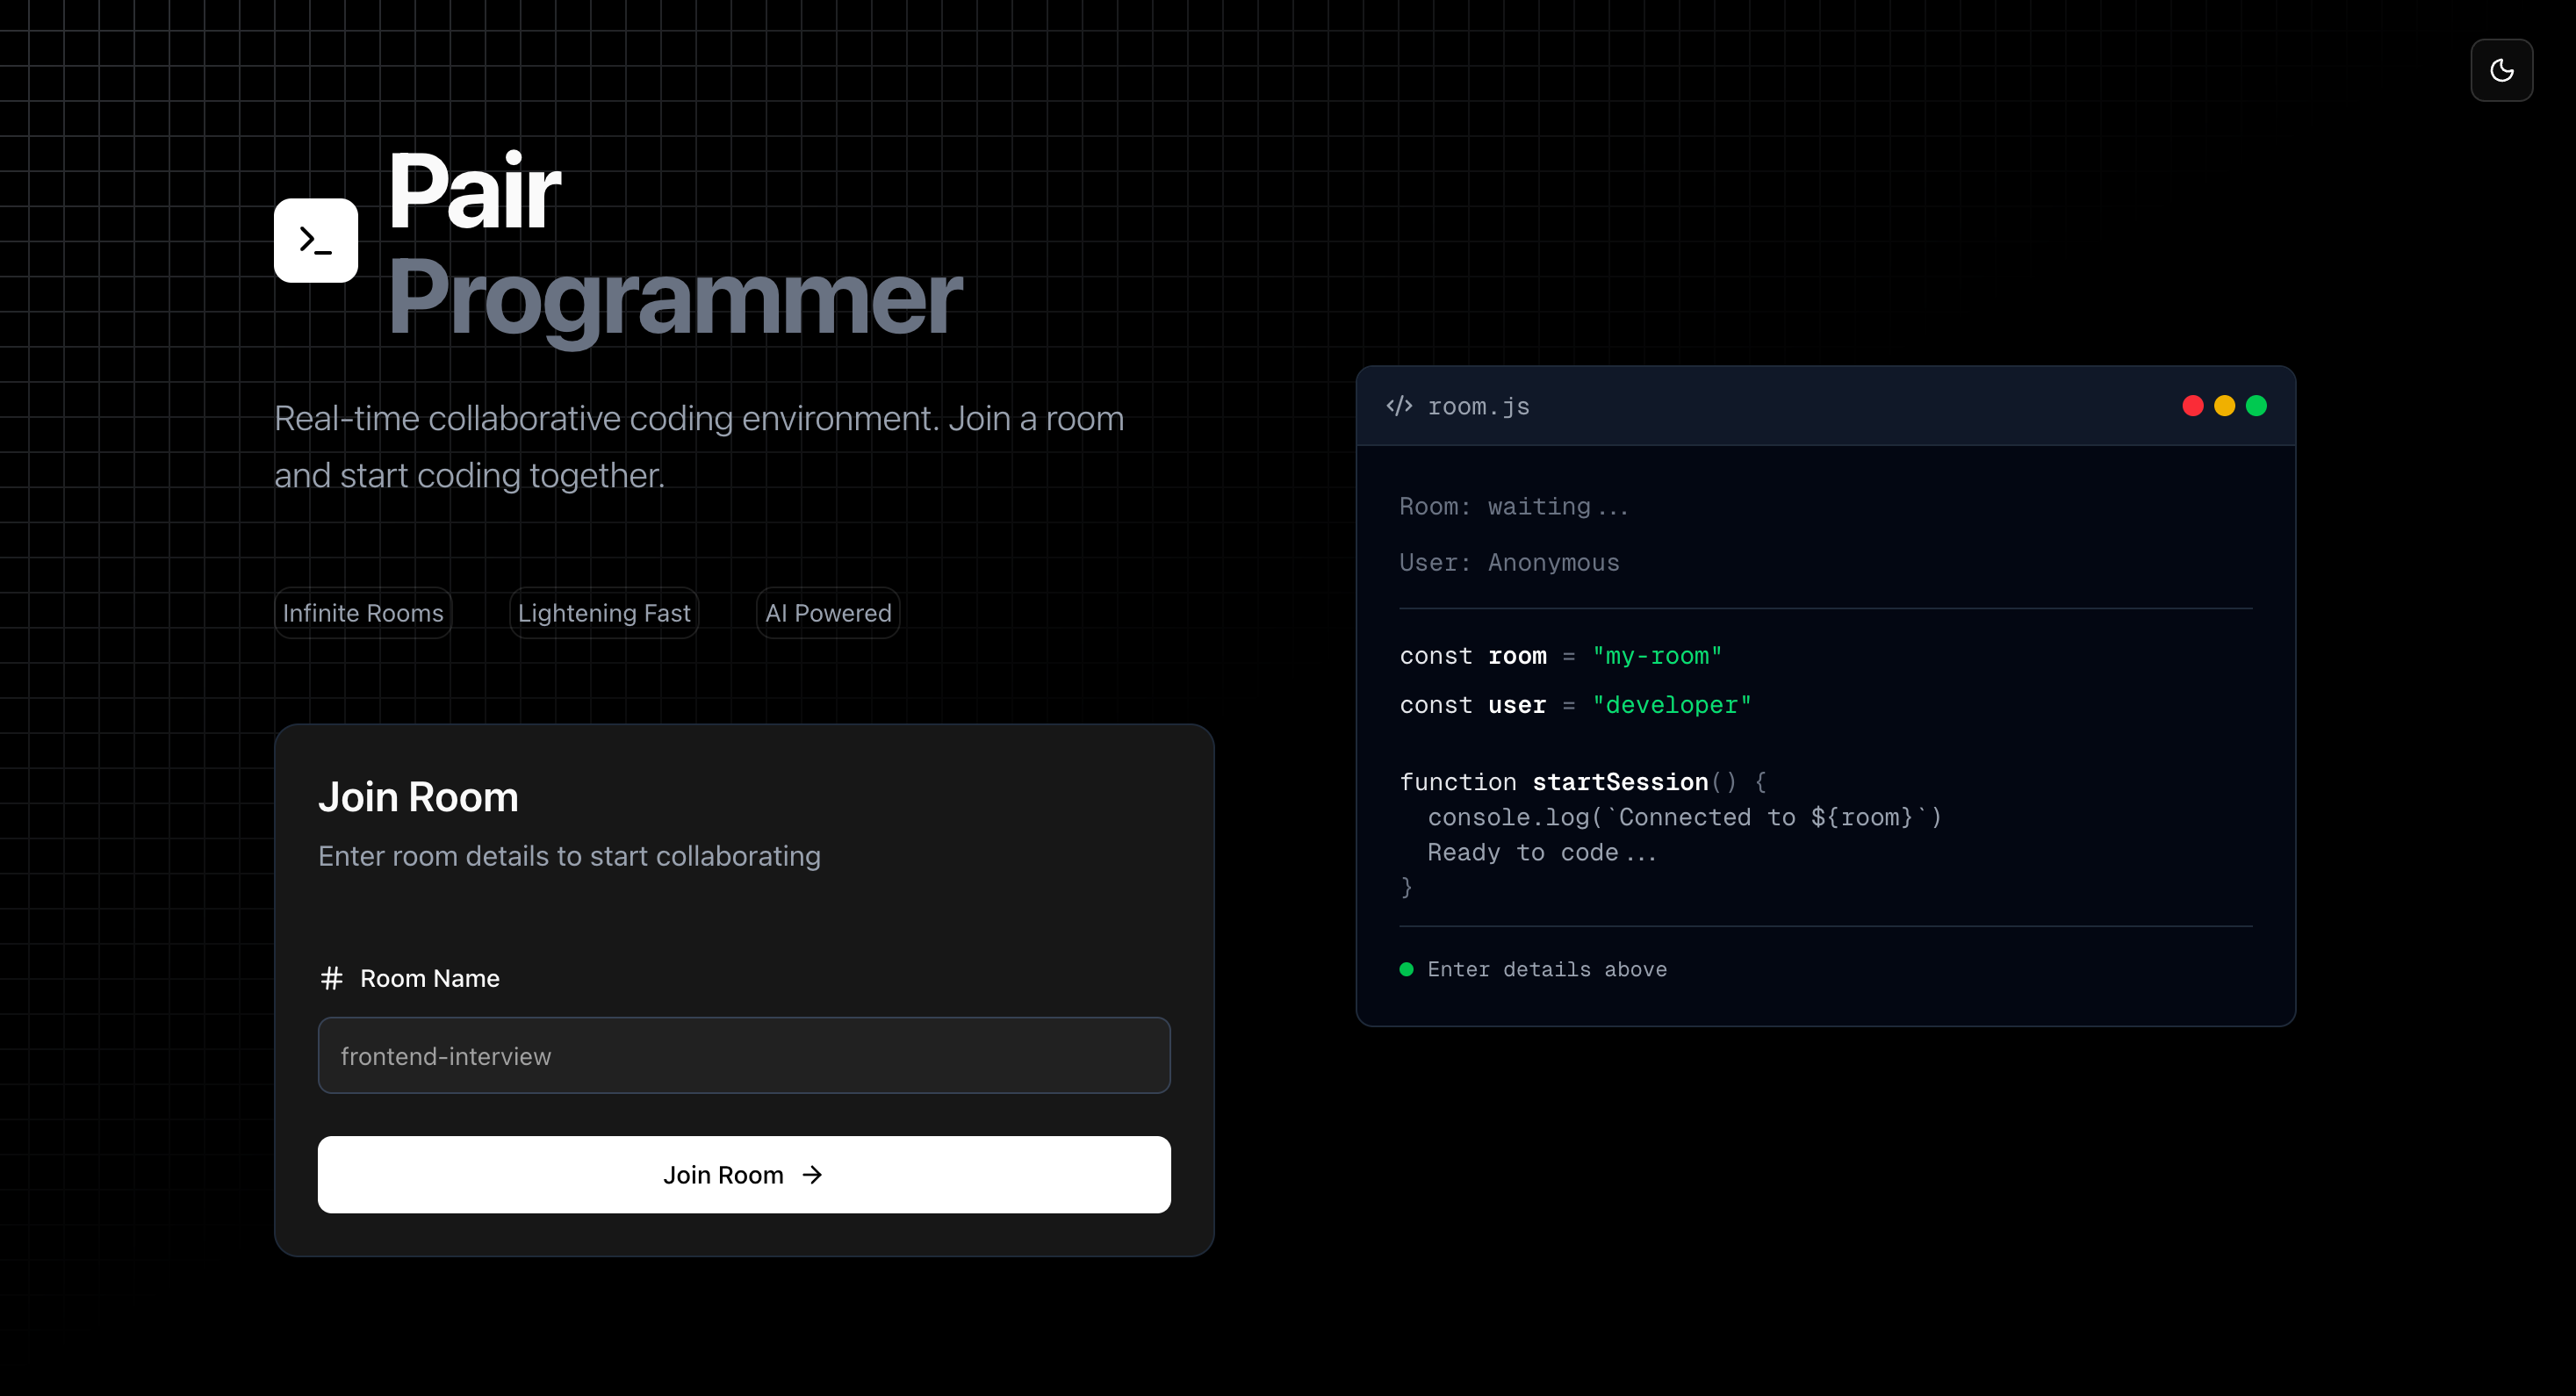 Pair
Programmer
Real-time collaborative coding environment. Join a room
and start coding together.
Infinite Rooms
Lightening Fast
AI Powered
Join Room
Enter room details to start collaborating
# Room Name
frontend-interview
Join Room →
</> room.js
Room: waiting...
User: Anonymous
const room = "my-room"
const user = "developer"
function startSession() {
console.log(`Connected to ${room}`)
Ready to code...
}
Enter details above